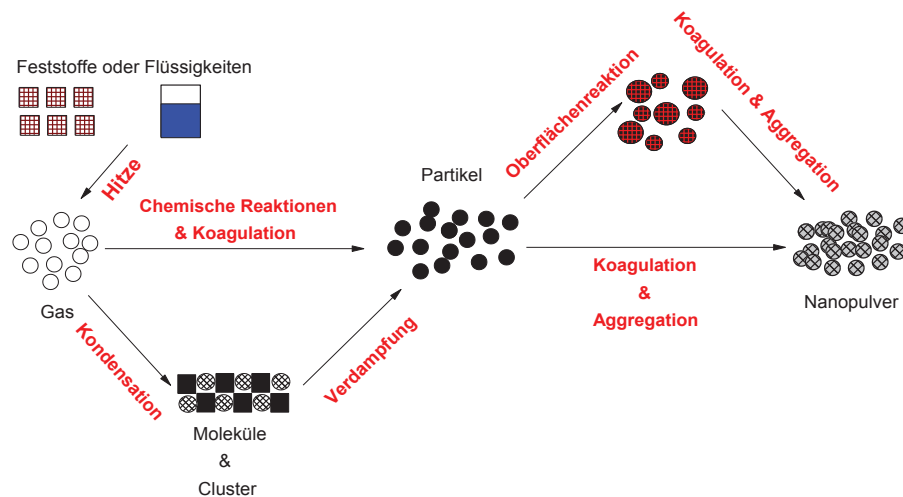 Feststoffe oder Flüssigkeiten
Hitze
Gas
Chemische Reaktionen
& Koagulation
Kondensation
Moleküle
&
Cluster
Verdampfung
Partikel
Oberflächenreaktion
Koagulation & Aggregation
Koagulation
&
Aggregation
Nanopulver